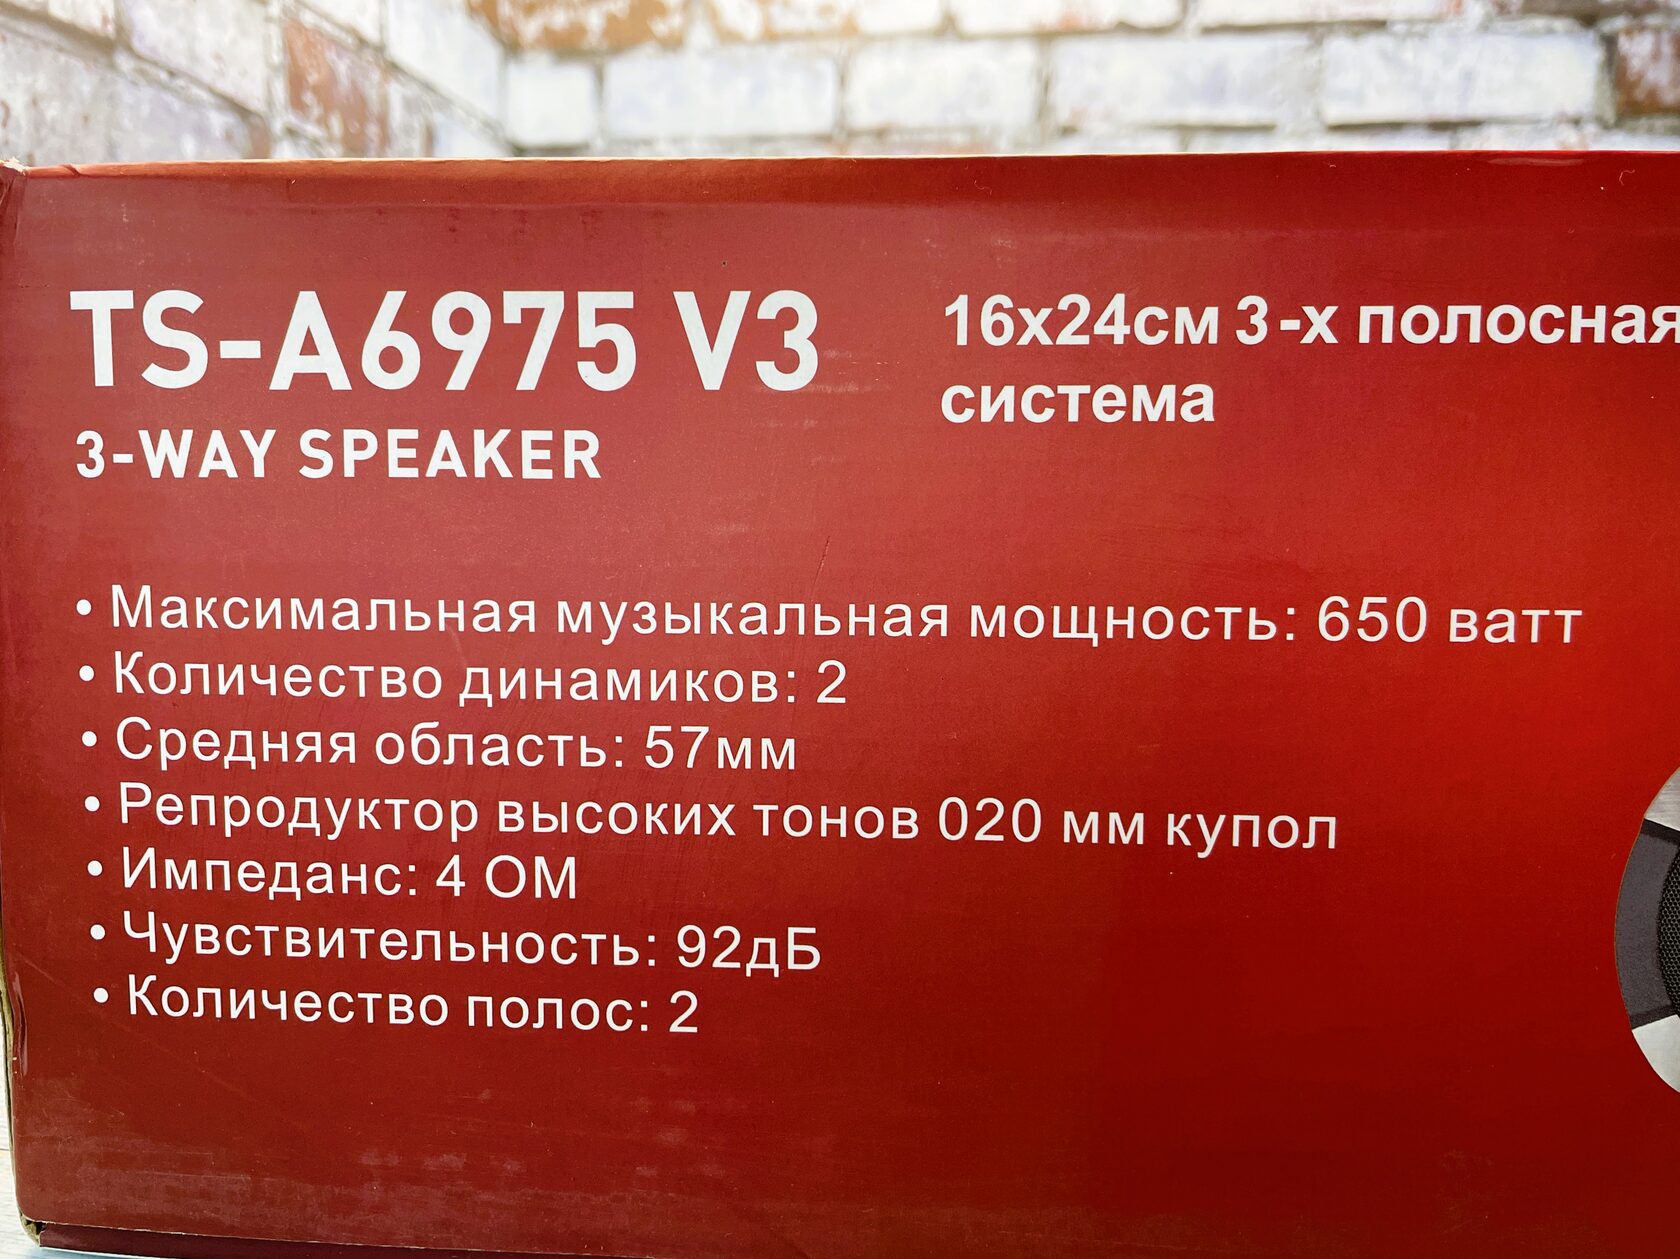 TS-A6975 V3
3-WAY SPEAKER
16х24см 3-х полосная
система
• Максимальная музыкальная мощность: 650 ватт
• Количество динамиков: 2
• Средняя область: 57мм
• Репродуктор высоких тонов 020 мм купол
• Импеданс: 4 ОМ
• Чувствительность: 92дБ
• Количество полос: 2